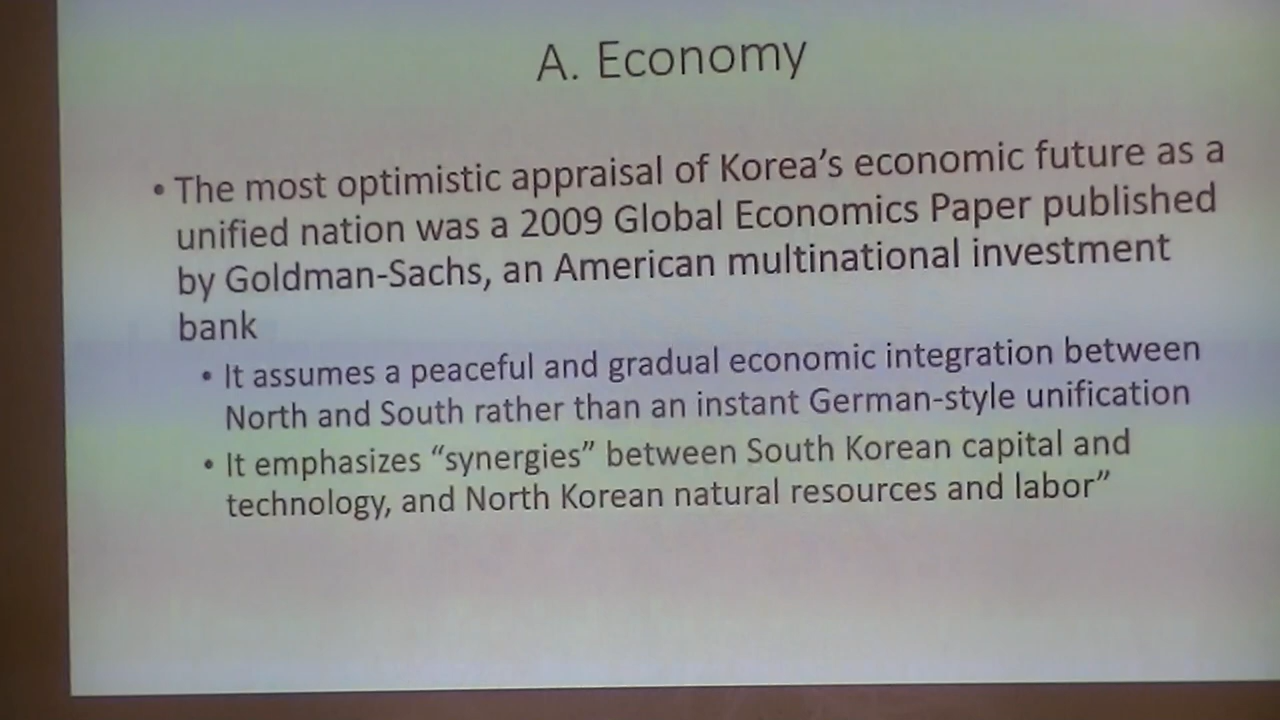 A. Economy
• The most optimistic appraisal of Korea's economic future as a
unified nation was a 2009 Global Economics Paper published
by Goldman-Sachs, an American multinational investment
bank
• It assumes a peaceful and gradual economic integration between
North and South rather than an instant German-style unification
• It emphasizes “synergies” between South Korean capital and
technology, and North Korean natural resources and labor”